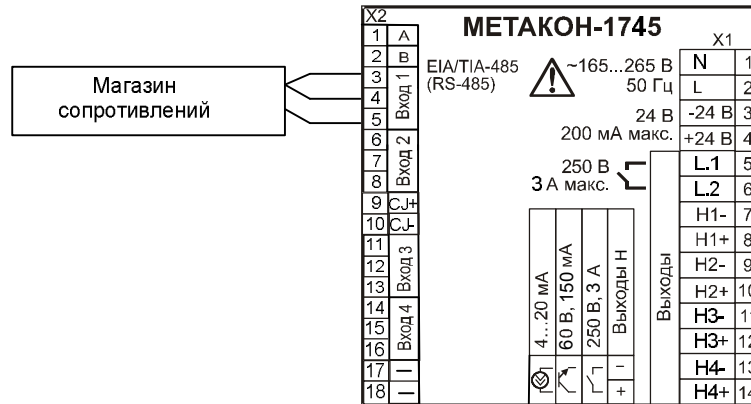 Магазин
сопротивлений
X2
МЕТАКОН-1745
1 A
2 B
3
4
5
Вход 1
6
7
8
Вход 2
9 CJ+
10 CJ-
11
12
13
Вход 3
14
15
16
Вход 4
17 —
18 —
EIA/TIA-485
(RS-485)
~165...265 В
50 Гц
24 В
200 мА макс.
250 В
3 А макс.
4...20 мА
60 В, 150 мА
250 В, 3 А
Выходы Н
- +
Выходы
X1
N 1
L 2
-24 В 3
+24 В 4
L.1 5
L.2 6
H1- 7
H1+ 8
H2- 9
H2+ 10
H3- 11
H3+ 12
H4- 13
H4+ 14